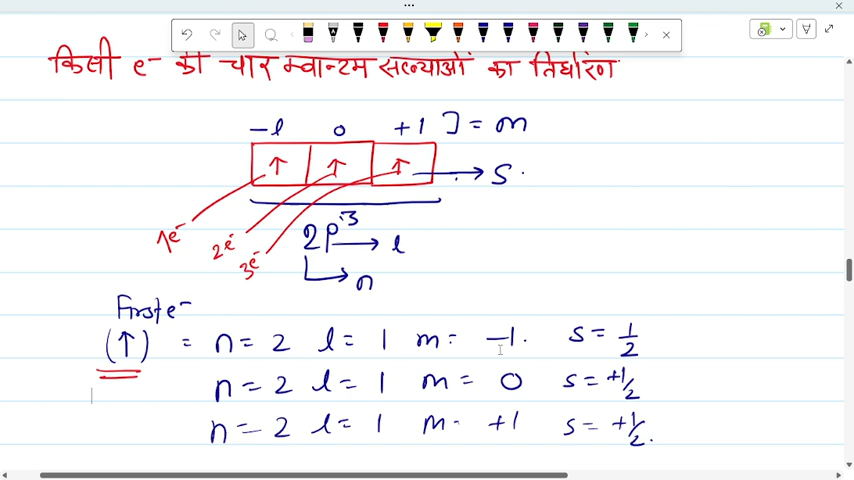 किसी e⁻ की चार क्वान्टम सख्याओं का निर्धारण
-1 0 +1 ] = m
↑ ↑ ↑ → S.
1e⁻ 2e⁻ 3e⁻
2p³ → l
→ n
First e⁻
(↑) = n = 2 l = 1 m = -1. s = 1/2
n = 2 l = 1 m = 0 s = +1/2
n = 2 l = 1 m = +1 s = +1/2.